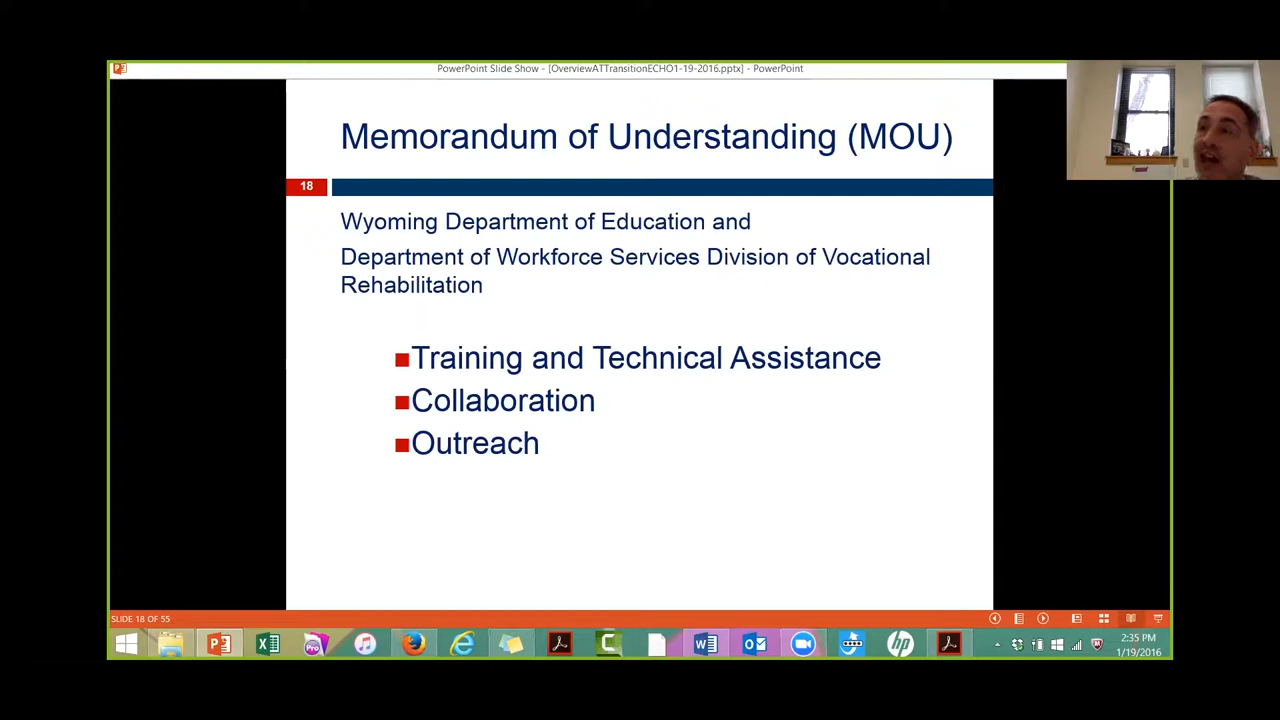 PowerPoint Slide Show - [OverviewATTransitionECHO1-19-2016.pptx] - PowerPoint
Memorandum of Understanding (MOU)
18
Wyoming Department of Education and
Department of Workforce Services Division of Vocational
Rehabilitation
Training and Technical Assistance
Collaboration
Outreach
SLIDE 18 OF 55
Pro
hp
2:35 PM
1/19/2016